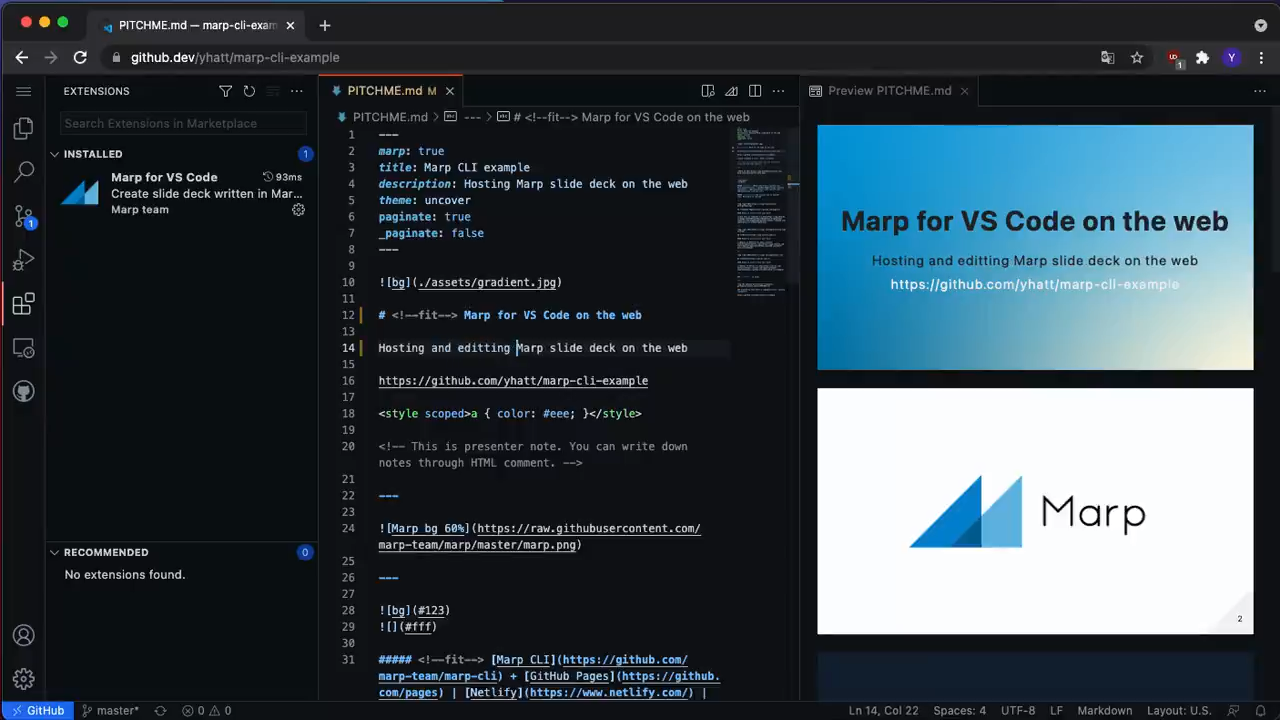 PITCHME.md — marp-cli-exam
github.dev/yhatt/marp-cli-example
1
Y
EXTENSIONS
Search Extensions in Marketplace
INSTALLED
1
Marp for VS Code
93ms
Create slide deck written in Mar...
Marp team
1
RECOMMENDED
0
No extensions found.
PITCHME.md M
PITCHME.md > --- > # <!--fit--> Marp for VS Code on the web
1 ---
2 marp: true
3 title: Marp CLI example
4 description: Hosting Marp slide deck on the web
5 theme: uncover
6 paginate: true
7 _paginate: false
8 ---
9
10 ![bg](./assets/gradient.jpg)
11
12 # <!--fit--> Marp for VS Code on the web
13
14 Hosting and editting Marp slide deck on the web
15
16 https://github.com/yhatt/marp-cli-example
17
18 <style scoped>a { color: #eee; }</style>
19
20 <!-- This is presenter note. You can write down
notes through HTML comment. -->
21
22 ---
23
24 ![Marp bg 60%](https://raw.githubusercontent.com/
marp-team/marp/master/marp.png)
25
26 ---
27
28 ![bg](#123)
29 ![](#fff)
30
31 ##### <!--fit--> [Marp CLI](https://github.com/
marp-team/marp-cli) + [GitHub Pages](https://github.
com/pages) | [Netlify](https://www.netlify.com/) |
Preview PITCHME.md
Marp for VS Code on the web
Hosting and editting Marp slide deck on the web
https://github.com/yhatt/marp-cli-example
Marp
2
GitHub
master*
0
0
Ln 14, Col 22
Spaces: 4
UTF-8
LF
Markdown
Layout: U.S.